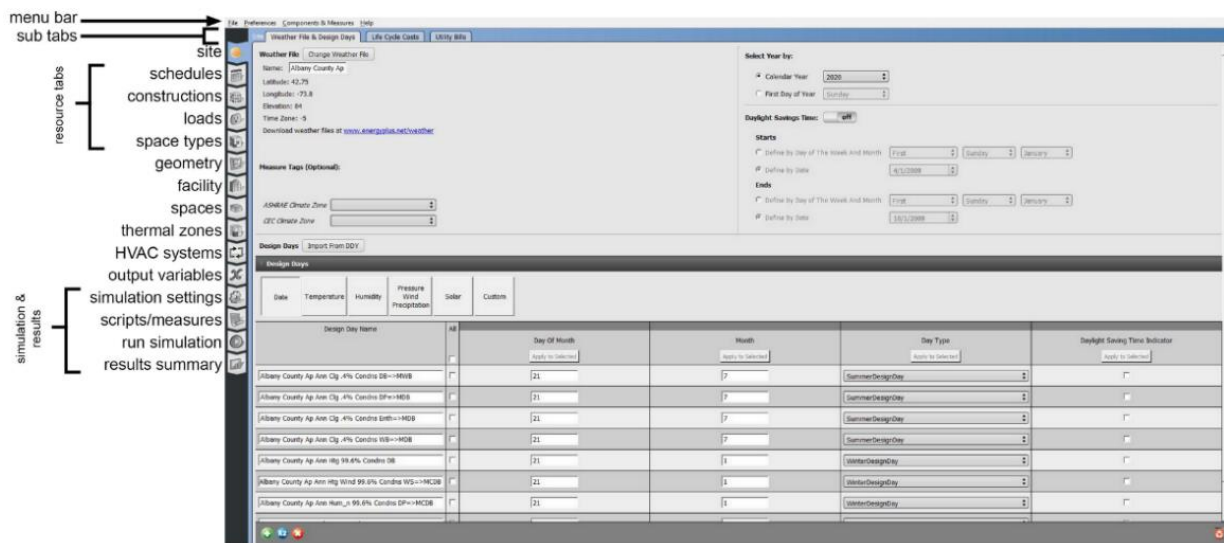 menu bar
File Preferences Components & Measures Help
sub tabs
Site Weather File & Design Days Life Cycle Costs Utility Bills
site
schedules
constructions
loads
space types
resource tabs
geometry
facility
spaces
thermal zones
HVAC systems
output variables
simulation settings
scripts/measures
run simulation
results summary
simulation & results
Weather File Change Weather File
Name: Albany County Ap
Latitude: 42.75
Longitude: -73.8
Elevation: 84
Time Zone: -5
Download weather files at www.energyplus.net/weather
Measure Tags (Optional):
ASHRAE Climate Zone
CEC Climate Zone
Select Year by:
Calendar Year 2020
First Day of Year Sunday
Daylight Savings Time: off
Starts
Define by Day of The Week And Month First Sunday January
Define by Date 4/1/2008
Ends
Define by Day of The Week And Month First Sunday January
Define by Date 10/1/2008
Design Days Import From DDY
Design Days
Date Temperature Humidity Pressure Wind Precipitation Solar Custom
Design Day Name All Day Of Month Month Day Type Daylight Saving Time Indicator
Apply to Selected Apply to Selected Apply to Selected Apply to Selected
Albany County Ap Ann Clg .4% Condns DB=>MWB 21 7 SummerDesignDay
Albany County Ap Ann Clg .4% Condns DP=>MDB 21 7 SummerDesignDay
Albany County Ap Ann Clg .4% Condns Enth=>MDB 21 7 SummerDesignDay
Albany County Ap Ann Clg .4% Condns WB=>MDB 21 7 SummerDesignDay
Albany County Ap Ann Htg 99.6% Condns DB 21 1 WinterDesignDay
Albany County Ap Ann Htg Wind 99.6% Condns WS=>MCDB 21 1 WinterDesignDay
Albany County Ap Ann Hum_n 99.6% Condns DP=>MCDB 21 1 WinterDesignDay